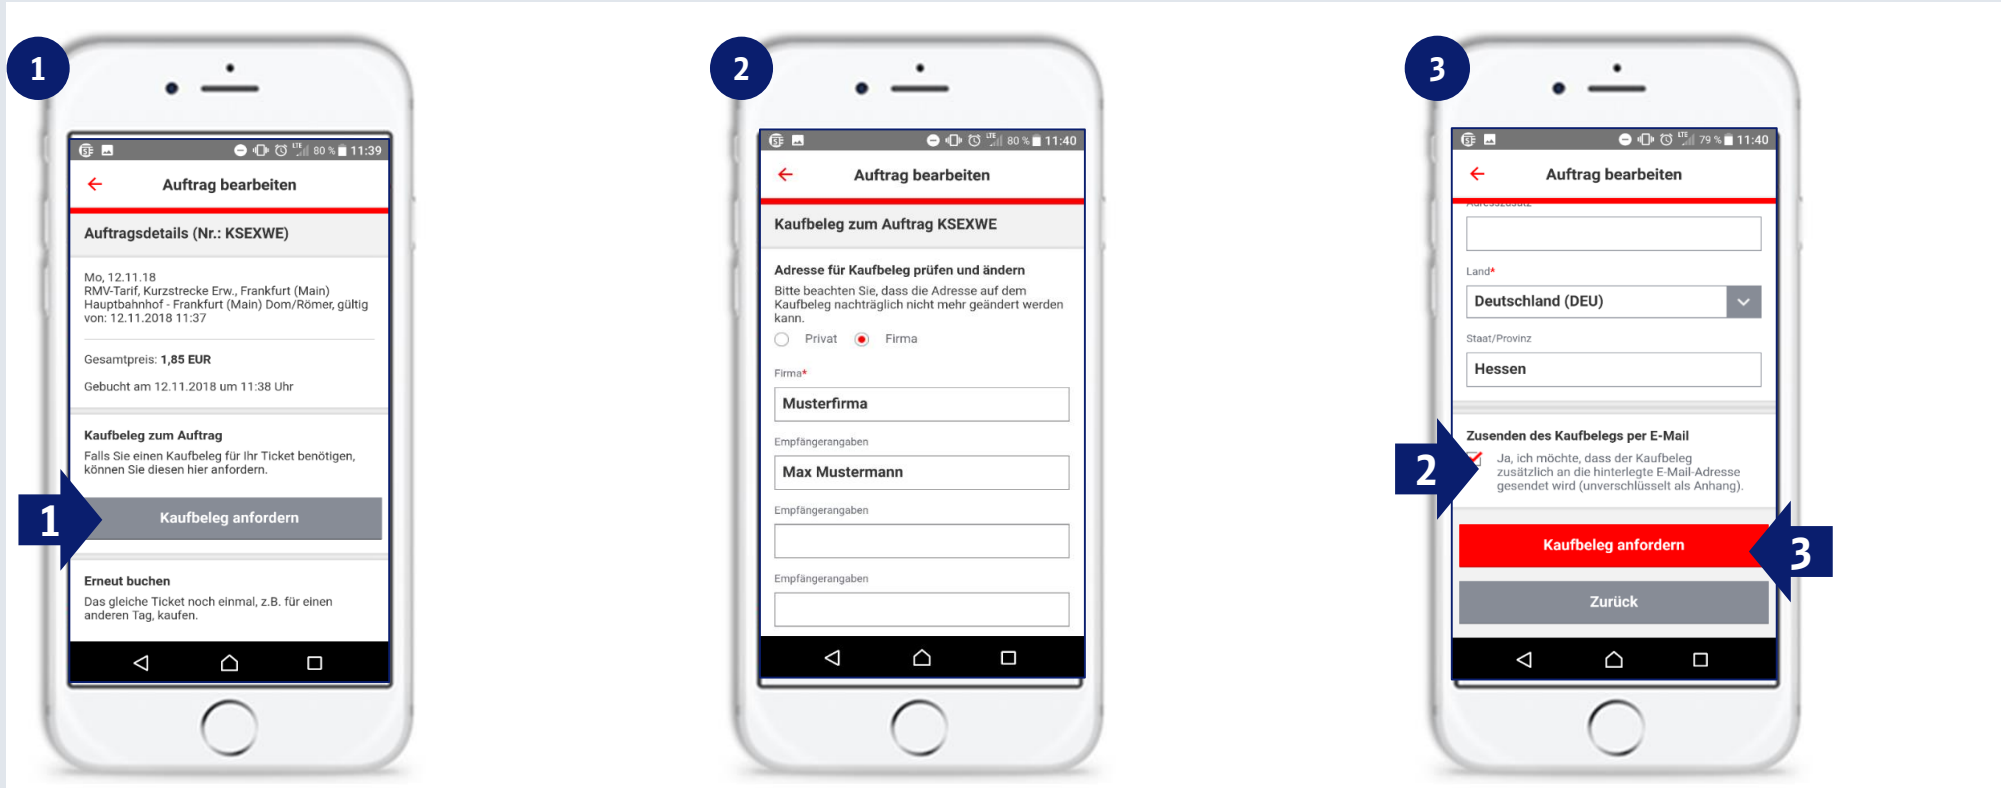 1
80 % 11:39
Auftrag bearbeiten
Auftragsdetails (Nr.: KSEXWE)
Mo, 12.11.18
RMV-Tarif, Kurzstrecke Erw., Frankfurt (Main)
Hauptbahnhof - Frankfurt (Main) Dom/Römer, gültig
von: 12.11.2018 11:37
Gesamtpreis: 1,85 EUR
Gebucht am 12.11.2018 um 11:38 Uhr
Kaufbeleg zum Auftrag
Falls Sie einen Kaufbeleg für Ihr Ticket benötigen,
können Sie diesen hier anfordern.
1
Kaufbeleg anfordern
Erneut buchen
Das gleiche Ticket noch einmal, z.B. für einen
anderen Tag, kaufen.
2
LTE 80 % 11:40
Auftrag bearbeiten
Kaufbeleg zum Auftrag KSEXWE
Adresse für Kaufbeleg prüfen und ändern
Bitte beachten Sie, dass die Adresse auf dem
Kaufbeleg nachträglich nicht mehr geändert werden
kann.
Privat Firma
Firma*
Musterfirma
Empfängerangaben
Max Mustermann
Empfängerangaben
Empfängerangaben
3
LTE 79 % 11:40
Auftrag bearbeiten
Adresszusatz
Land*
Deutschland (DEU)
Staat/Provinz
Hessen
Zusenden des Kaufbelegs per E-Mail
2
Ja, ich möchte, dass der Kaufbeleg
zusätzlich an die hinterlegte E-Mail-Adresse
gesendet wird (unverschlüsselt als Anhang).
Kaufbeleg anfordern
3
Zurück